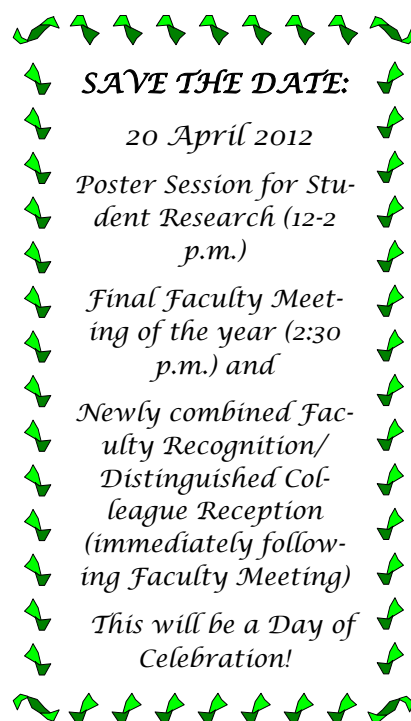 SAVE THE DATE:
20 April 2012
Poster Session for Stu-
dent Research (12-2
p.m.)
Final Faculty Meet-
ing of the year (2:30
p.m.) and
Newly combined Fac-
ulty Recognition/
Distinguished Col-
league Reception
(immediately follow-
ing Faculty Meeting)
This will be a Day of
Celebration!